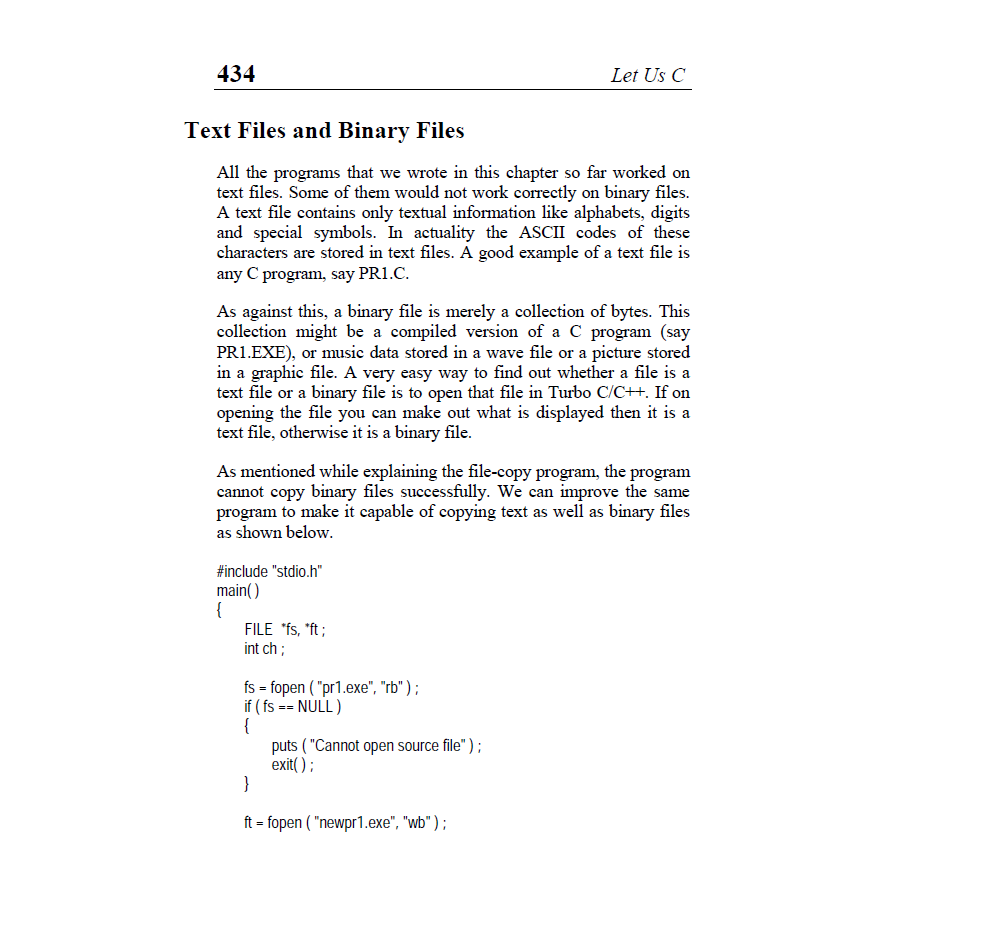 434 Let Us C
Text Files and Binary Files
All the programs that we wrote in this chapter so far worked on
text files. Some of them would not work correctly on binary files.
A text file contains only textual information like alphabets, digits
and special symbols. In actuality the ASCII codes of these
characters are stored in text files. A good example of a text file is
any C program, say PR1.C.
As against this, a binary file is merely a collection of bytes. This
collection might be a compiled version of a C program (say
PR1.EXE), or music data stored in a wave file or a picture stored
in a graphic file. A very easy way to find out whether a file is a
text file or a binary file is to open that file in Turbo C/C++. If on
opening the file you can make out what is displayed then it is a
text file, otherwise it is a binary file.
As mentioned while explaining the file-copy program, the program
cannot copy binary files successfully. We can improve the same
program to make it capable of copying text as well as binary files
as shown below.
#include "stdio.h"
main( )
{
FILE *fs, *ft ;
int ch ;
fs = fopen ( "pr1.exe", "rb" ) ;
if ( fs == NULL )
{
puts ( "Cannot open source file" ) ;
exit( ) ;
}
ft = fopen ( "newpr1.exe", "wb" ) ;